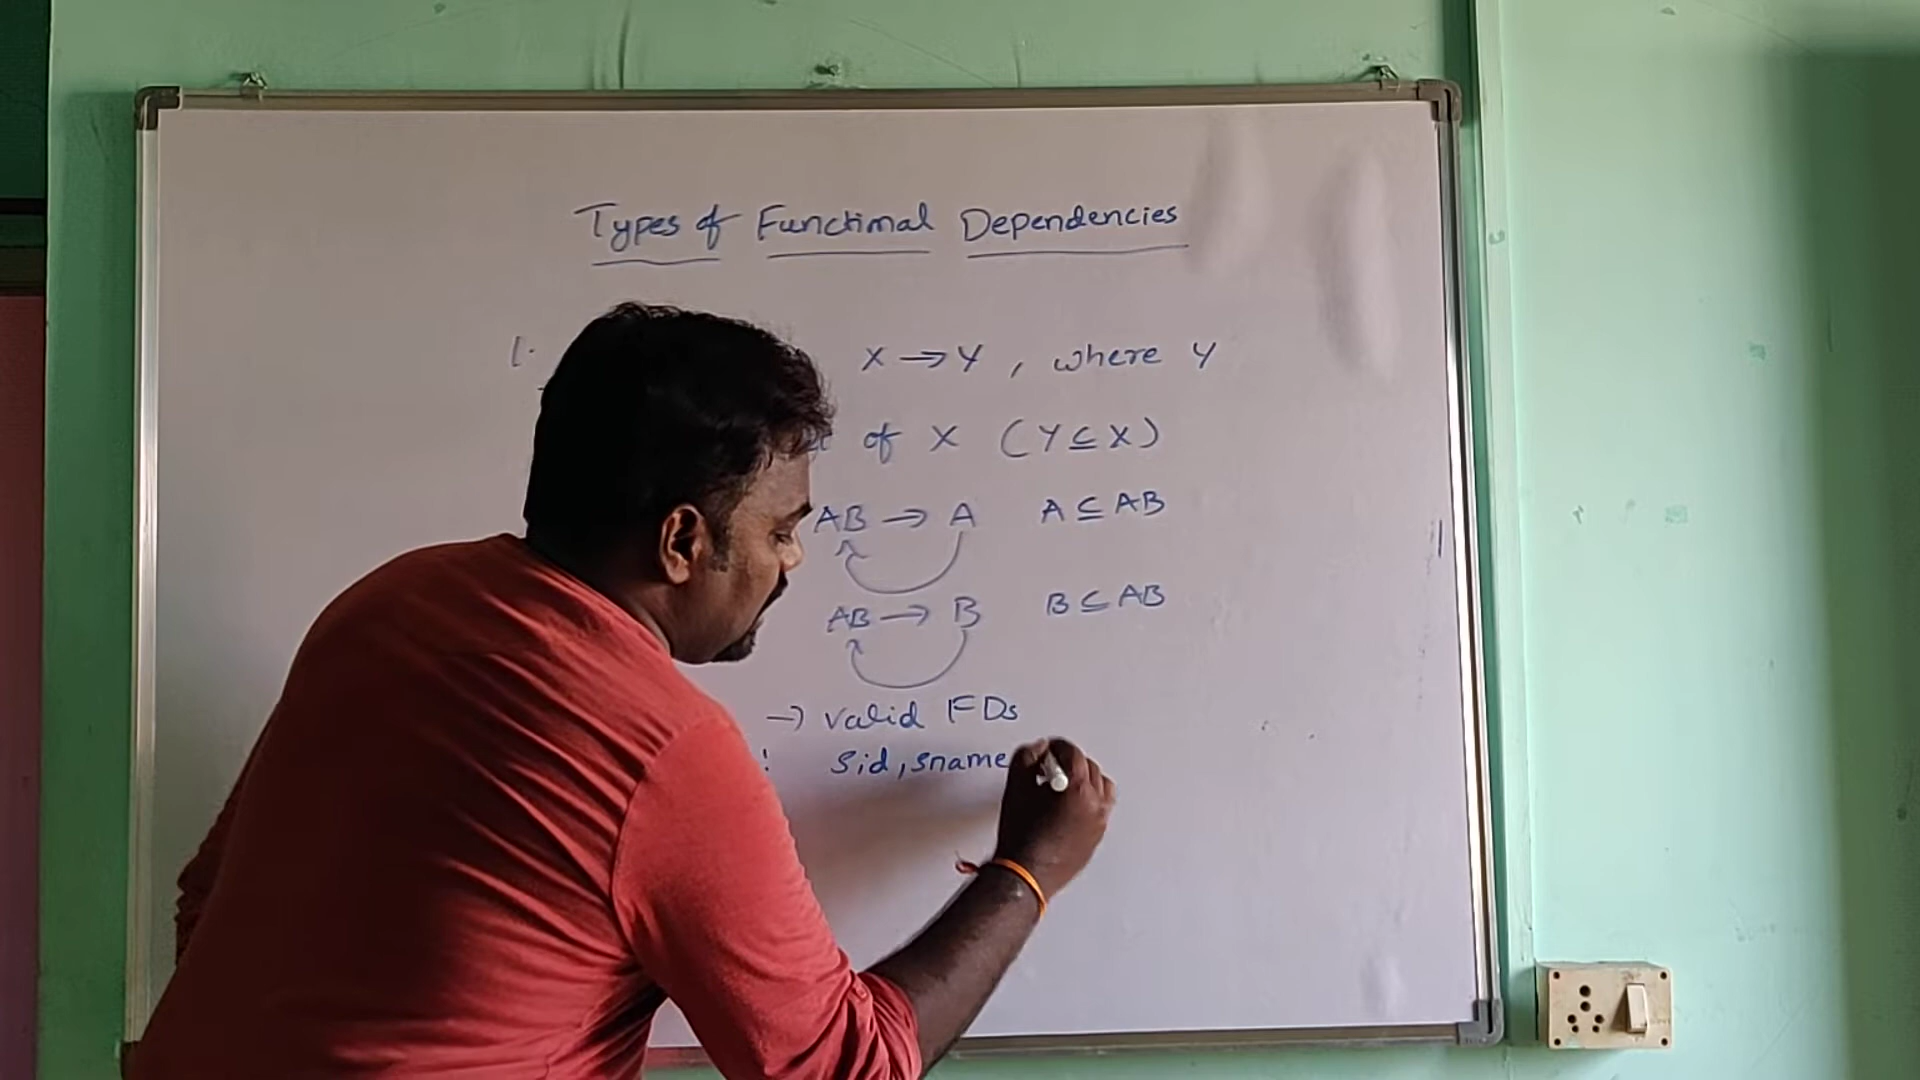 Types of Functional Dependencies
1. X → Y , where Y
of X (Y ⊆ X)
AB → A A ⊆ AB
AB → B B ⊆ AB
→ valid FDs
: Sid, sname